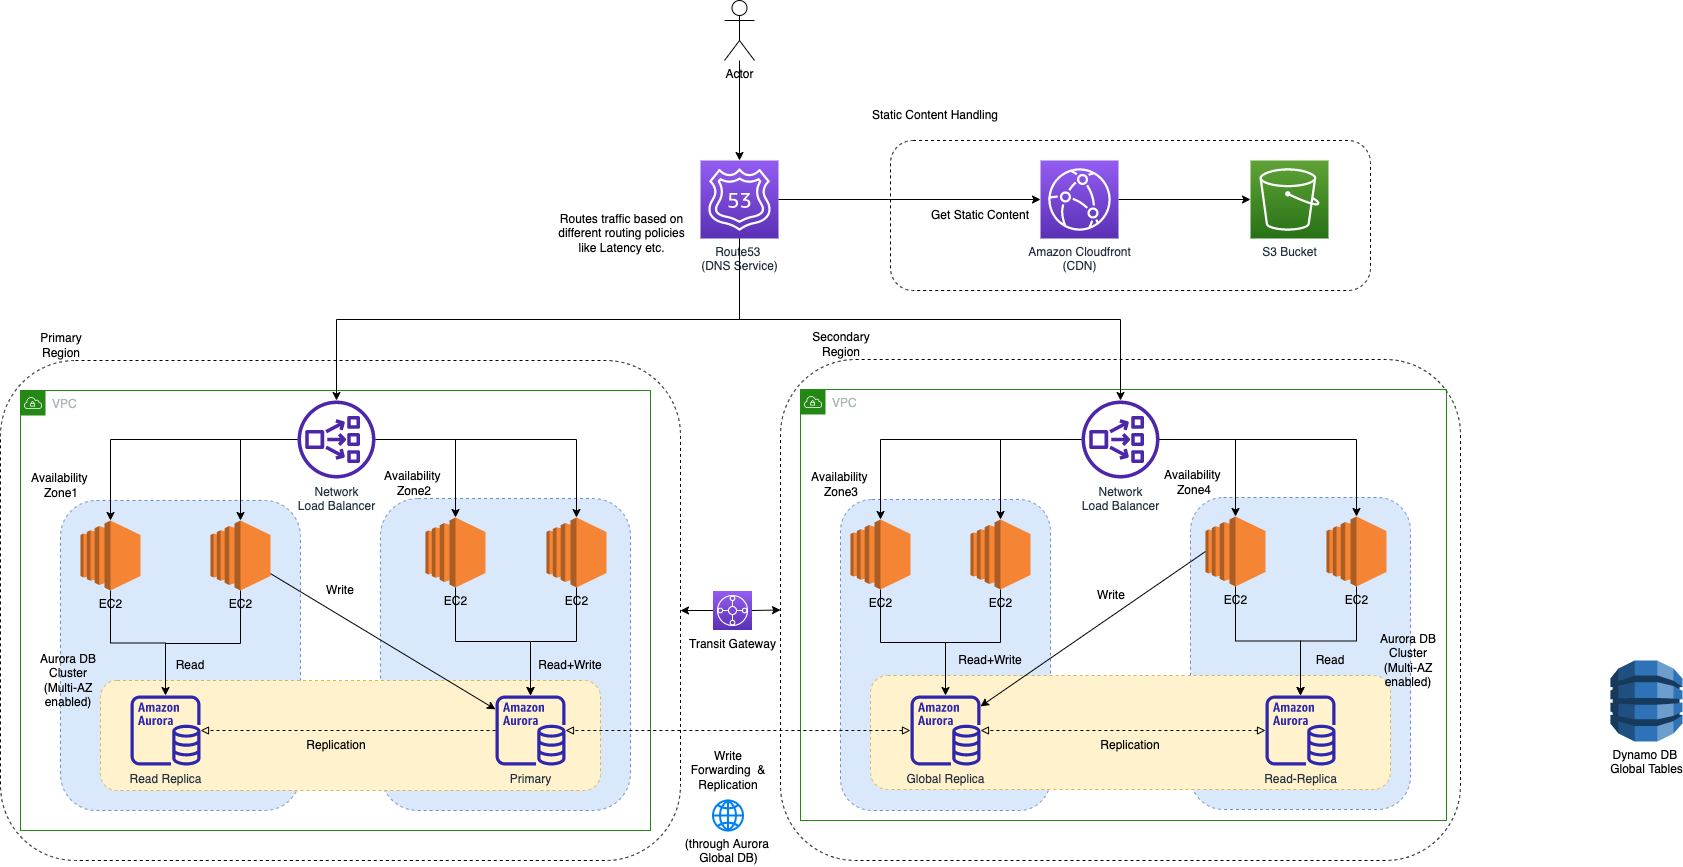 Actor
Static Content Handling
53
Routes traffic based on
different routing policies
like Latency etc.
Get Static Content
Route53
(DNS Service)
Amazon Cloudfront
(CDN)
S3 Bucket
Primary
Region
Secondary
Region
VPC
VPC
Availability
Zone1
Network
Load Balancer
Availability
Zone2
Availability
Zone3
Network
Load Balancer
Availability
Zone4
EC2
EC2
EC2
EC2
EC2
EC2
EC2
EC2
Write
Write
Transit Gateway
Aurora DB
Cluster
(Multi-AZ
enabled)
Read
Read+Write
Read+Write
Read
Aurora DB
Cluster
(Multi-AZ
enabled)
Amazon
Aurora
Amazon
Aurora
Amazon
Aurora
Amazon
Aurora
Replication
Replication
Read Replica
Primary
Global Replica
Read-Replica
Write
Forwarding &
Replication
(through Aurora
Global DB)
Dynamo DB
Global Tables